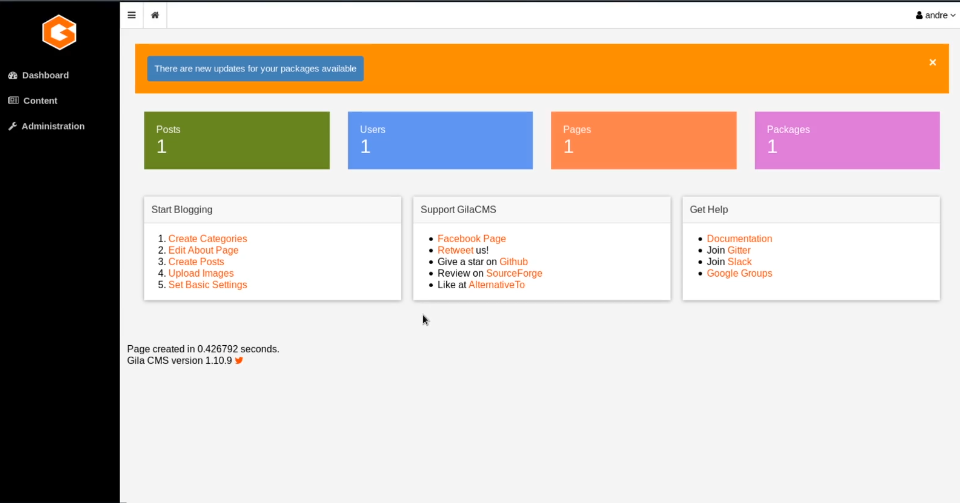 andre
Dashboard
Content
Administration
There are new updates for your packages available
×
Posts
1
Users
1
Pages
1
Packages
1
Start Blogging
1. Create Categories
2. Edit About Page
3. Create Posts
4. Upload Images
5. Set Basic Settings
Support GilaCMS
• Facebook Page
• Retweet us!
• Give a star on Github
• Review on SourceForge
• Like at AlternativeTo
Get Help
• Documentation
• Join Gitter
• Join Slack
• Google Groups
Page created in 0.426792 seconds.
Gila CMS version 1.10.9